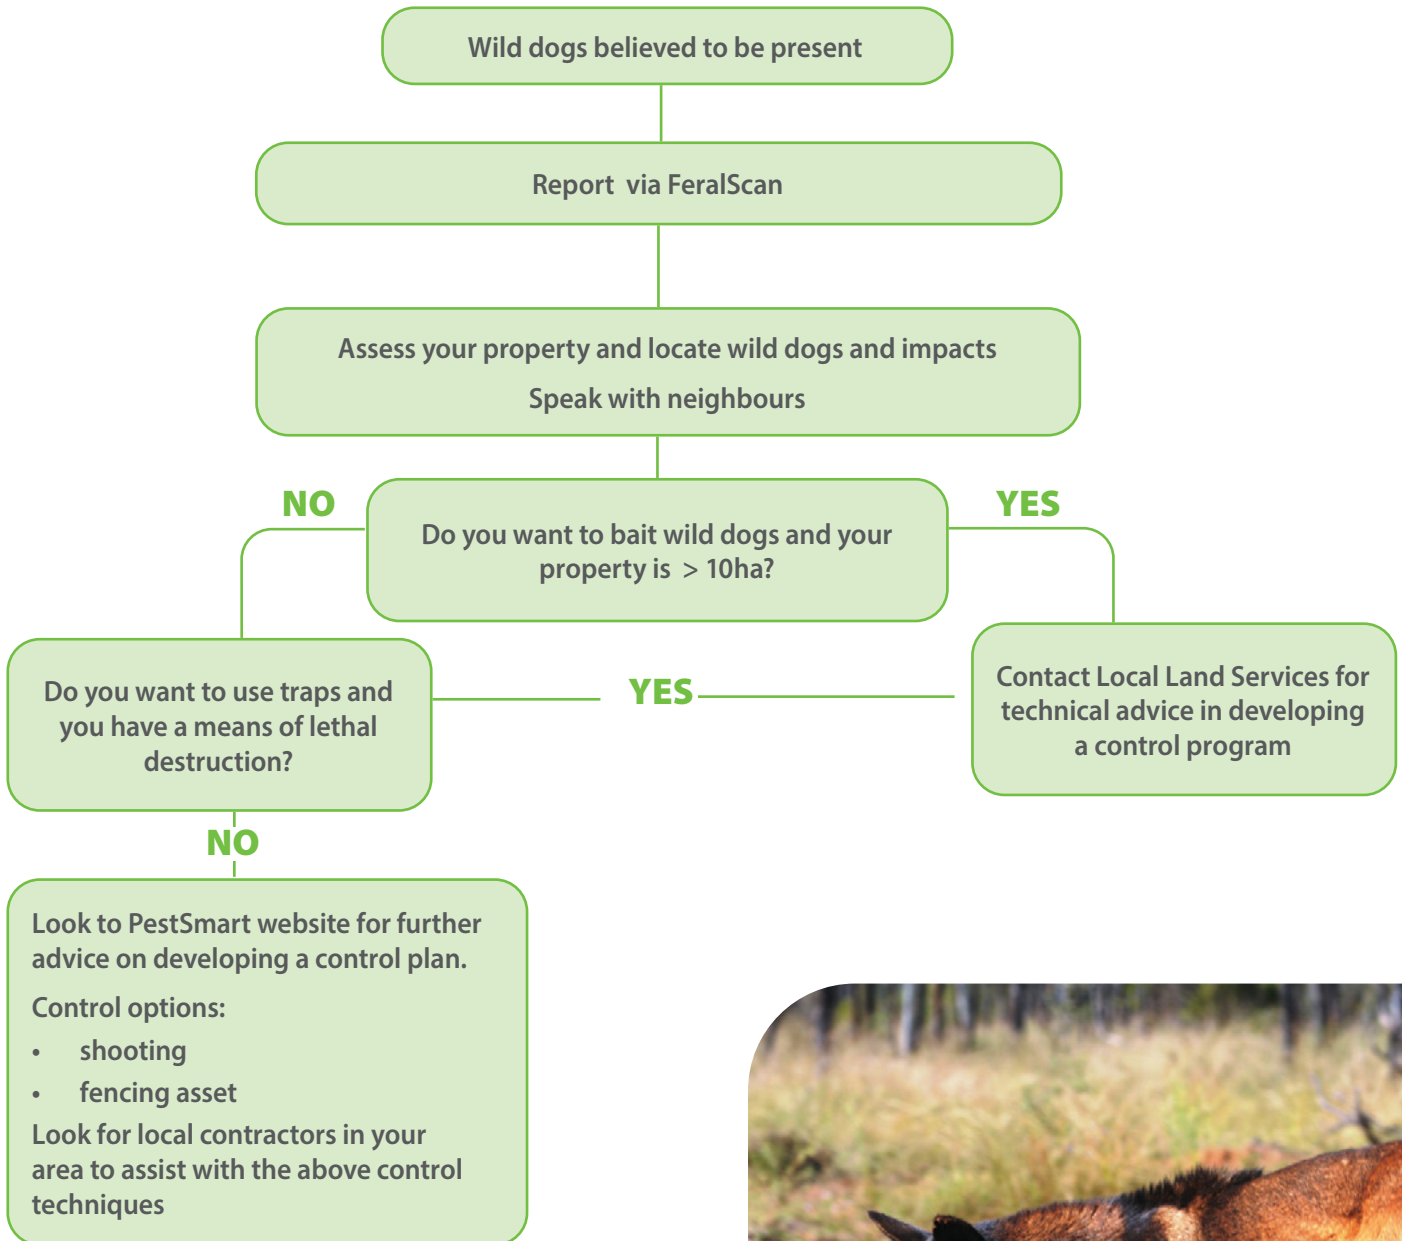 Wild dogs believed to be present
Report via FeralScan
Assess your property and locate wild dogs and impacts
Speak with neighbours
NO
YES
Do you want to bait wild dogs and your
property is > 10ha?
Do you want to use traps and
you have a means of lethal
destruction?
YES
Contact Local Land Services for
technical advice in developing
a control program
NO
Look to PestSmart website for further
advice on developing a control plan.
Control options:
• shooting
• fencing asset
Look for local contractors in your
area to assist with the above control
techniques